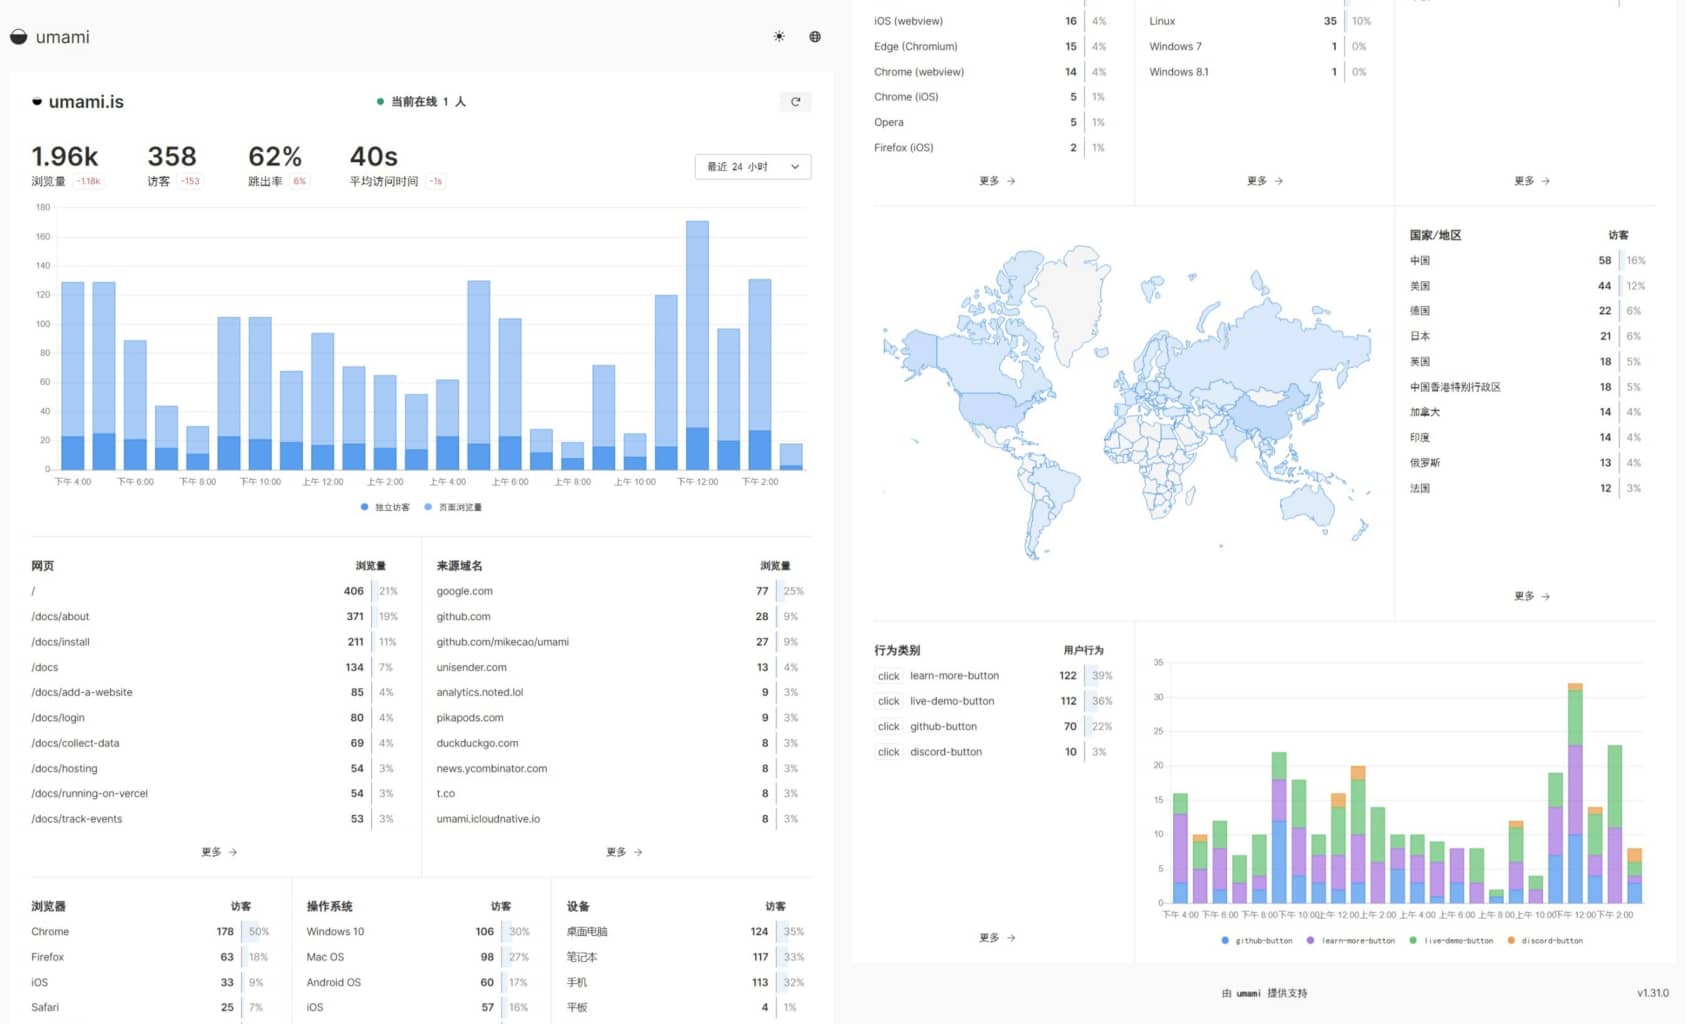 umami
umami.is
当前在线 1 人
1.96k
浏览量 -1.18k
358
访客 -153
62%
跳出率 6%
40s
平均访问时间 -1s
最近 24 小时
180
160
140
120
100
80
60
40
20
0
下午 4:00 下午 6:00 下午 8:00 下午 10:00 上午 12:00 上午 2:00 上午 4:00 上午 6:00 上午 8:00 上午 10:00 下午 12:00 下午 2:00
独立访客 页面浏览量
网页 浏览量
/ 406 21%
/docs/about 371 19%
/docs/install 211 11%
/docs 134 7%
/docs/add-a-website 85 4%
/docs/login 80 4%
/docs/collect-data 69 4%
/docs/hosting 54 3%
/docs/running-on-vercel 54 3%
/docs/track-events 53 3%
更多
来源域名 浏览量
google.com 77 25%
github.com 28 9%
github.com/mikecao/umami 27 9%
unisender.com 13 4%
analytics.noted.lol 9 3%
pikapods.com 9 3%
duckduckgo.com 8 3%
news.ycombinator.com 8 3%
t.co 8 3%
umami.icloudnative.io 8 3%
更多
浏览器 访客
Chrome 178 50%
Firefox 63 18%
iOS 33 9%
Safari 25 7%
操作系统 访客
Windows 10 106 30%
Mac OS 98 27%
Android OS 60 17%
iOS 57 16%
设备 访客
桌面电脑 124 35%
笔记本 117 33%
手机 113 32%
平板 4 1%
iOS (webview) 16 4%
Edge (Chromium) 15 4%
Chrome (webview) 14 4%
Chrome (iOS) 5 1%
Opera 5 1%
Firefox (iOS) 2 1%
更多
Linux 35 10%
Windows 7 1 0%
Windows 8.1 1 0%
更多
更多
国家/地区 访客
中国 58 16%
美国 44 12%
德国 22 6%
日本 21 6%
英国 18 5%
中国香港特别行政区 18 5%
加拿大 14 4%
印度 14 4%
俄罗斯 13 4%
法国 12 3%
更多
行为类别 用户行为
click learn-more-button 122 39%
click live-demo-button 112 36%
click github-button 70 22%
click discord-button 10 3%
更多
35
30
25
20
15
10
5
0
下午 4:00 下午 6:00 下午 8:00 下午 10:00 上午 12:00 上午 2:00 上午 4:00 上午 6:00 上午 8:00 上午 10:00 下午 12:00 下午 2:00
github-button learn-more-button live-demo-button discord-button
由 umami 提供支持
v1.31.0